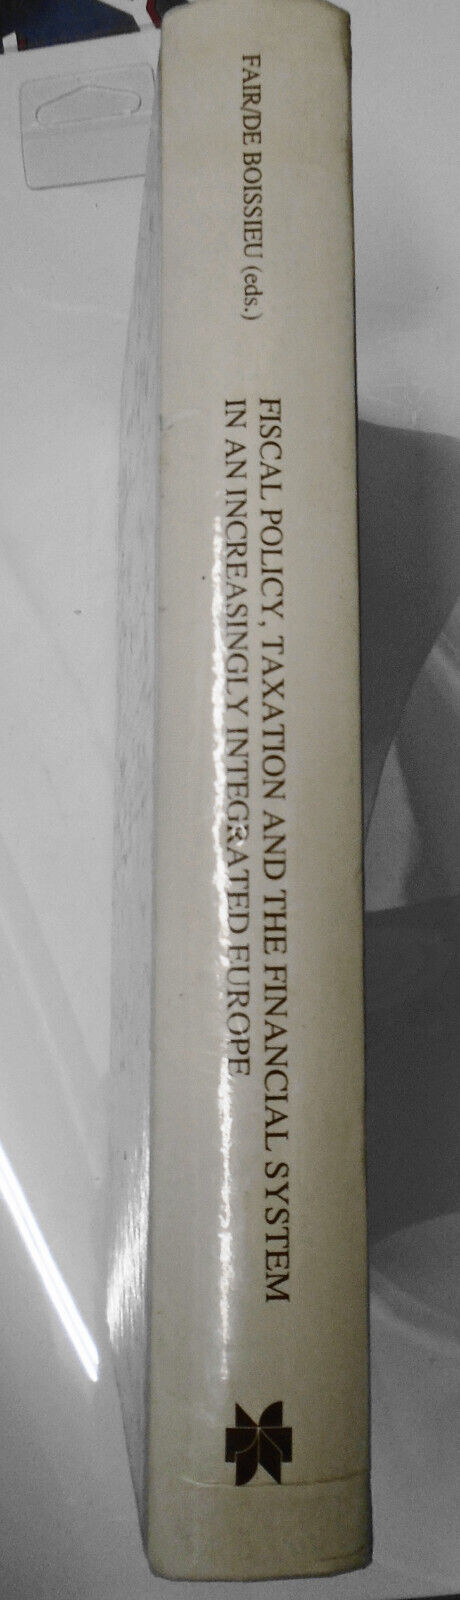 FAIR/DE BOISSIEU (eds.)
FISCAL POLICY, TAXATION AND THE FINANCIAL SYSTEM
IN AN INCREASINGLY INTEGRATED EUROPE